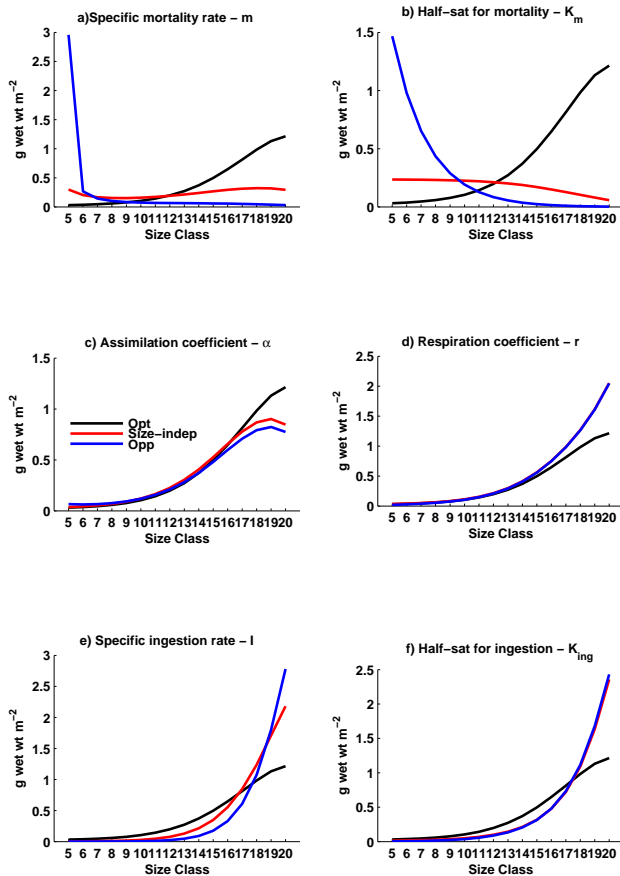 a)Specific mortality rate − m
3
2.5
2
1.5
1
0.5
0
g wet wt m−2
5 6 7 8 9 1011121314151617181920
Size Class
b) Half−sat for mortality − Km
1.5
1
0.5
0
g wet wt m−2
5 6 7 8 9 1011121314151617181920
Size Class
c) Assimilation coefficient − α
1.5
1
0.5
0
g wet wt m−2
Opt
Size−indep
Opp
5 6 7 8 9 1011121314151617181920
Size Class
d) Respiration coefficient − r
2.5
2
1.5
1
0.5
0
g wet wt m−2
5 6 7 8 9 1011121314151617181920
Size Class
e) Specific ingestion rate − I
3
2.5
2
1.5
1
0.5
0
g wet wt m−2
5 6 7 8 9 1011121314151617181920
Size Class
f) Half−sat for ingestion − King
2.5
2
1.5
1
0.5
0
g wet wt m−2
5 6 7 8 9 1011121314151617181920
Size Class